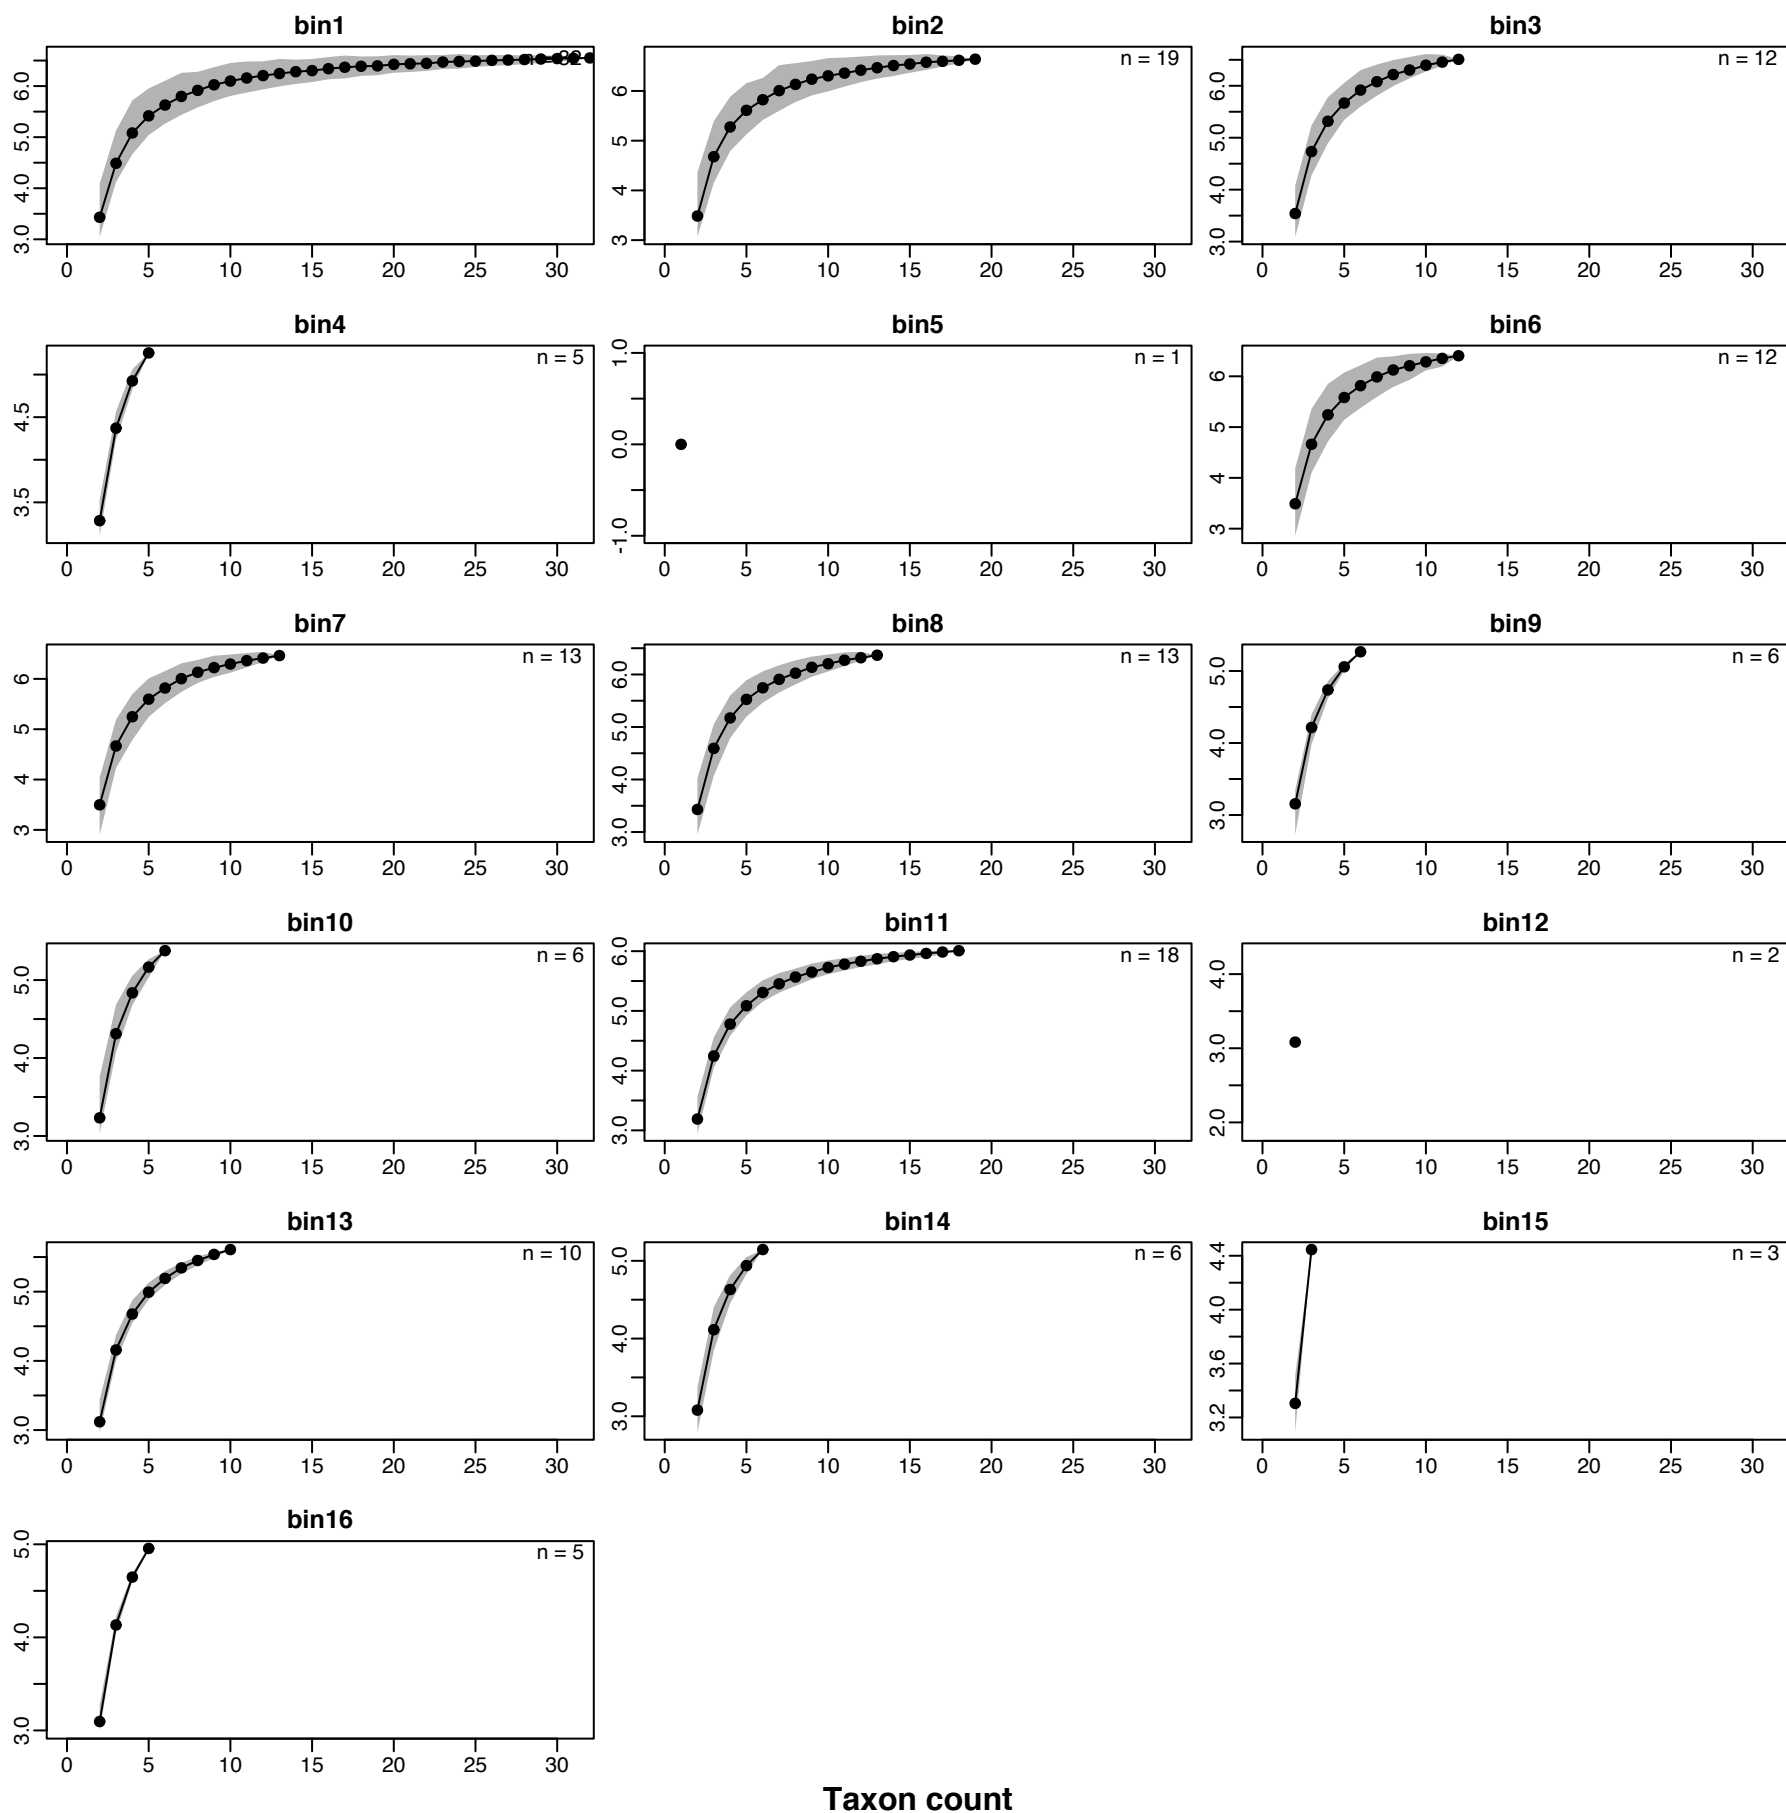 bin1
bin2
bin3
3.0 4.0 5.0 6.0
n = 32
0 5 10 15 20 25 30
3 4 5 6
n = 19
0 5 10 15 20 25 30
3.0 4.0 5.0 6.0
n = 12
0 5 10 15 20 25 30
bin4
bin5
bin6
3.5 4.5
n = 5
0 5 10 15 20 25 30
-1.0 0.0 1.0
n = 1
0 5 10 15 20 25 30
3 4 5 6
n = 12
0 5 10 15 20 25 30
bin7
bin8
bin9
3 4 5 6
n = 13
0 5 10 15 20 25 30
3.0 4.0 5.0 6.0
n = 13
0 5 10 15 20 25 30
3.0 4.0 5.0
n = 6
0 5 10 15 20 25 30
bin10
bin11
bin12
3.0 4.0 5.0
n = 6
0 5 10 15 20 25 30
3.0 4.0 5.0 6.0
n = 18
0 5 10 15 20 25 30
2.0 3.0 4.0
n = 2
0 5 10 15 20 25 30
bin13
bin14
bin15
3.0 4.0 5.0
n = 10
0 5 10 15 20 25 30
3.0 4.0 5.0
n = 6
0 5 10 15 20 25 30
3.2 3.6 4.0 4.4
n = 3
0 5 10 15 20 25 30
bin16
3.0 4.0 5.0
n = 5
0 5 10 15 20 25 30
Taxon count